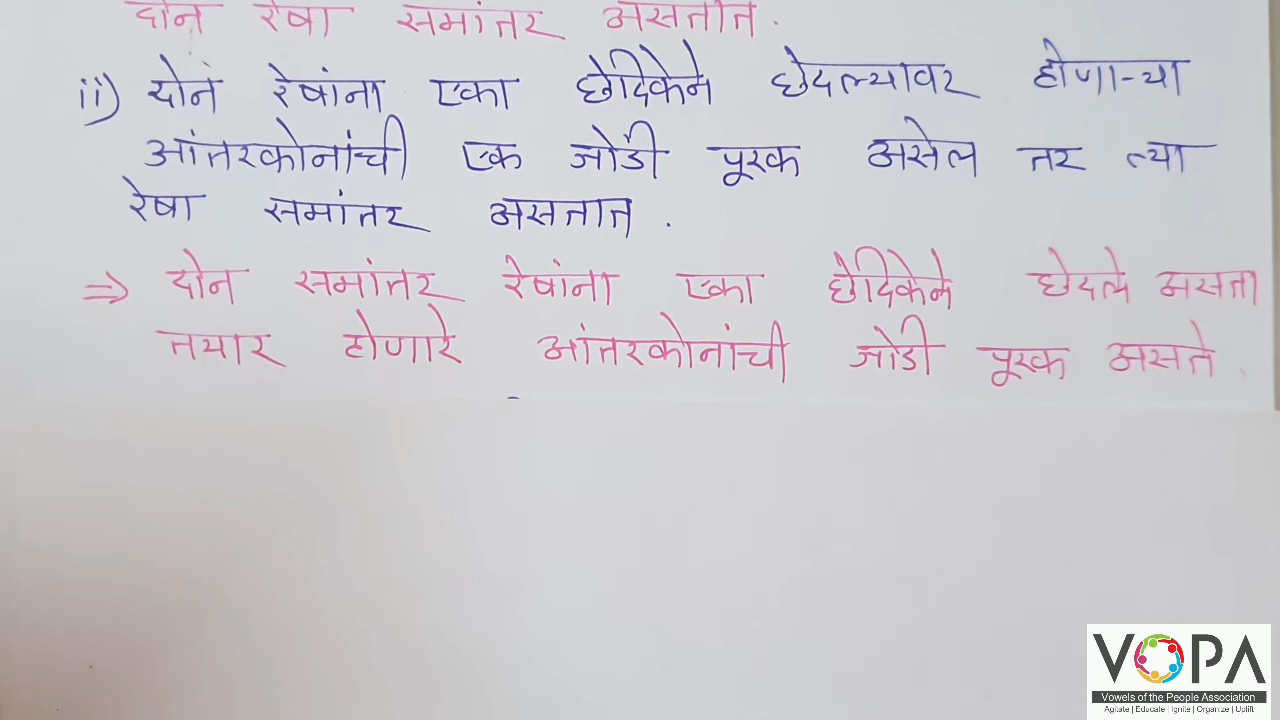 दोन रेषा समांतर असतात.
ii) दोन रेषांना एका छेदिकेने छेदल्यावर होणाऱ्या
आंतरकोनांची एक जोडी पूरक असेल तर त्या
रेषा समांतर असतात.
⇒ दोन समांतर रेषांना एका छेदिकेने छेदले असता
तयार होणारे आंतरकोनांची जोडी पूरक असते.
VOPA
Vowels of the People Association
Agitate | Educate | Ignite | Organize | Uplift